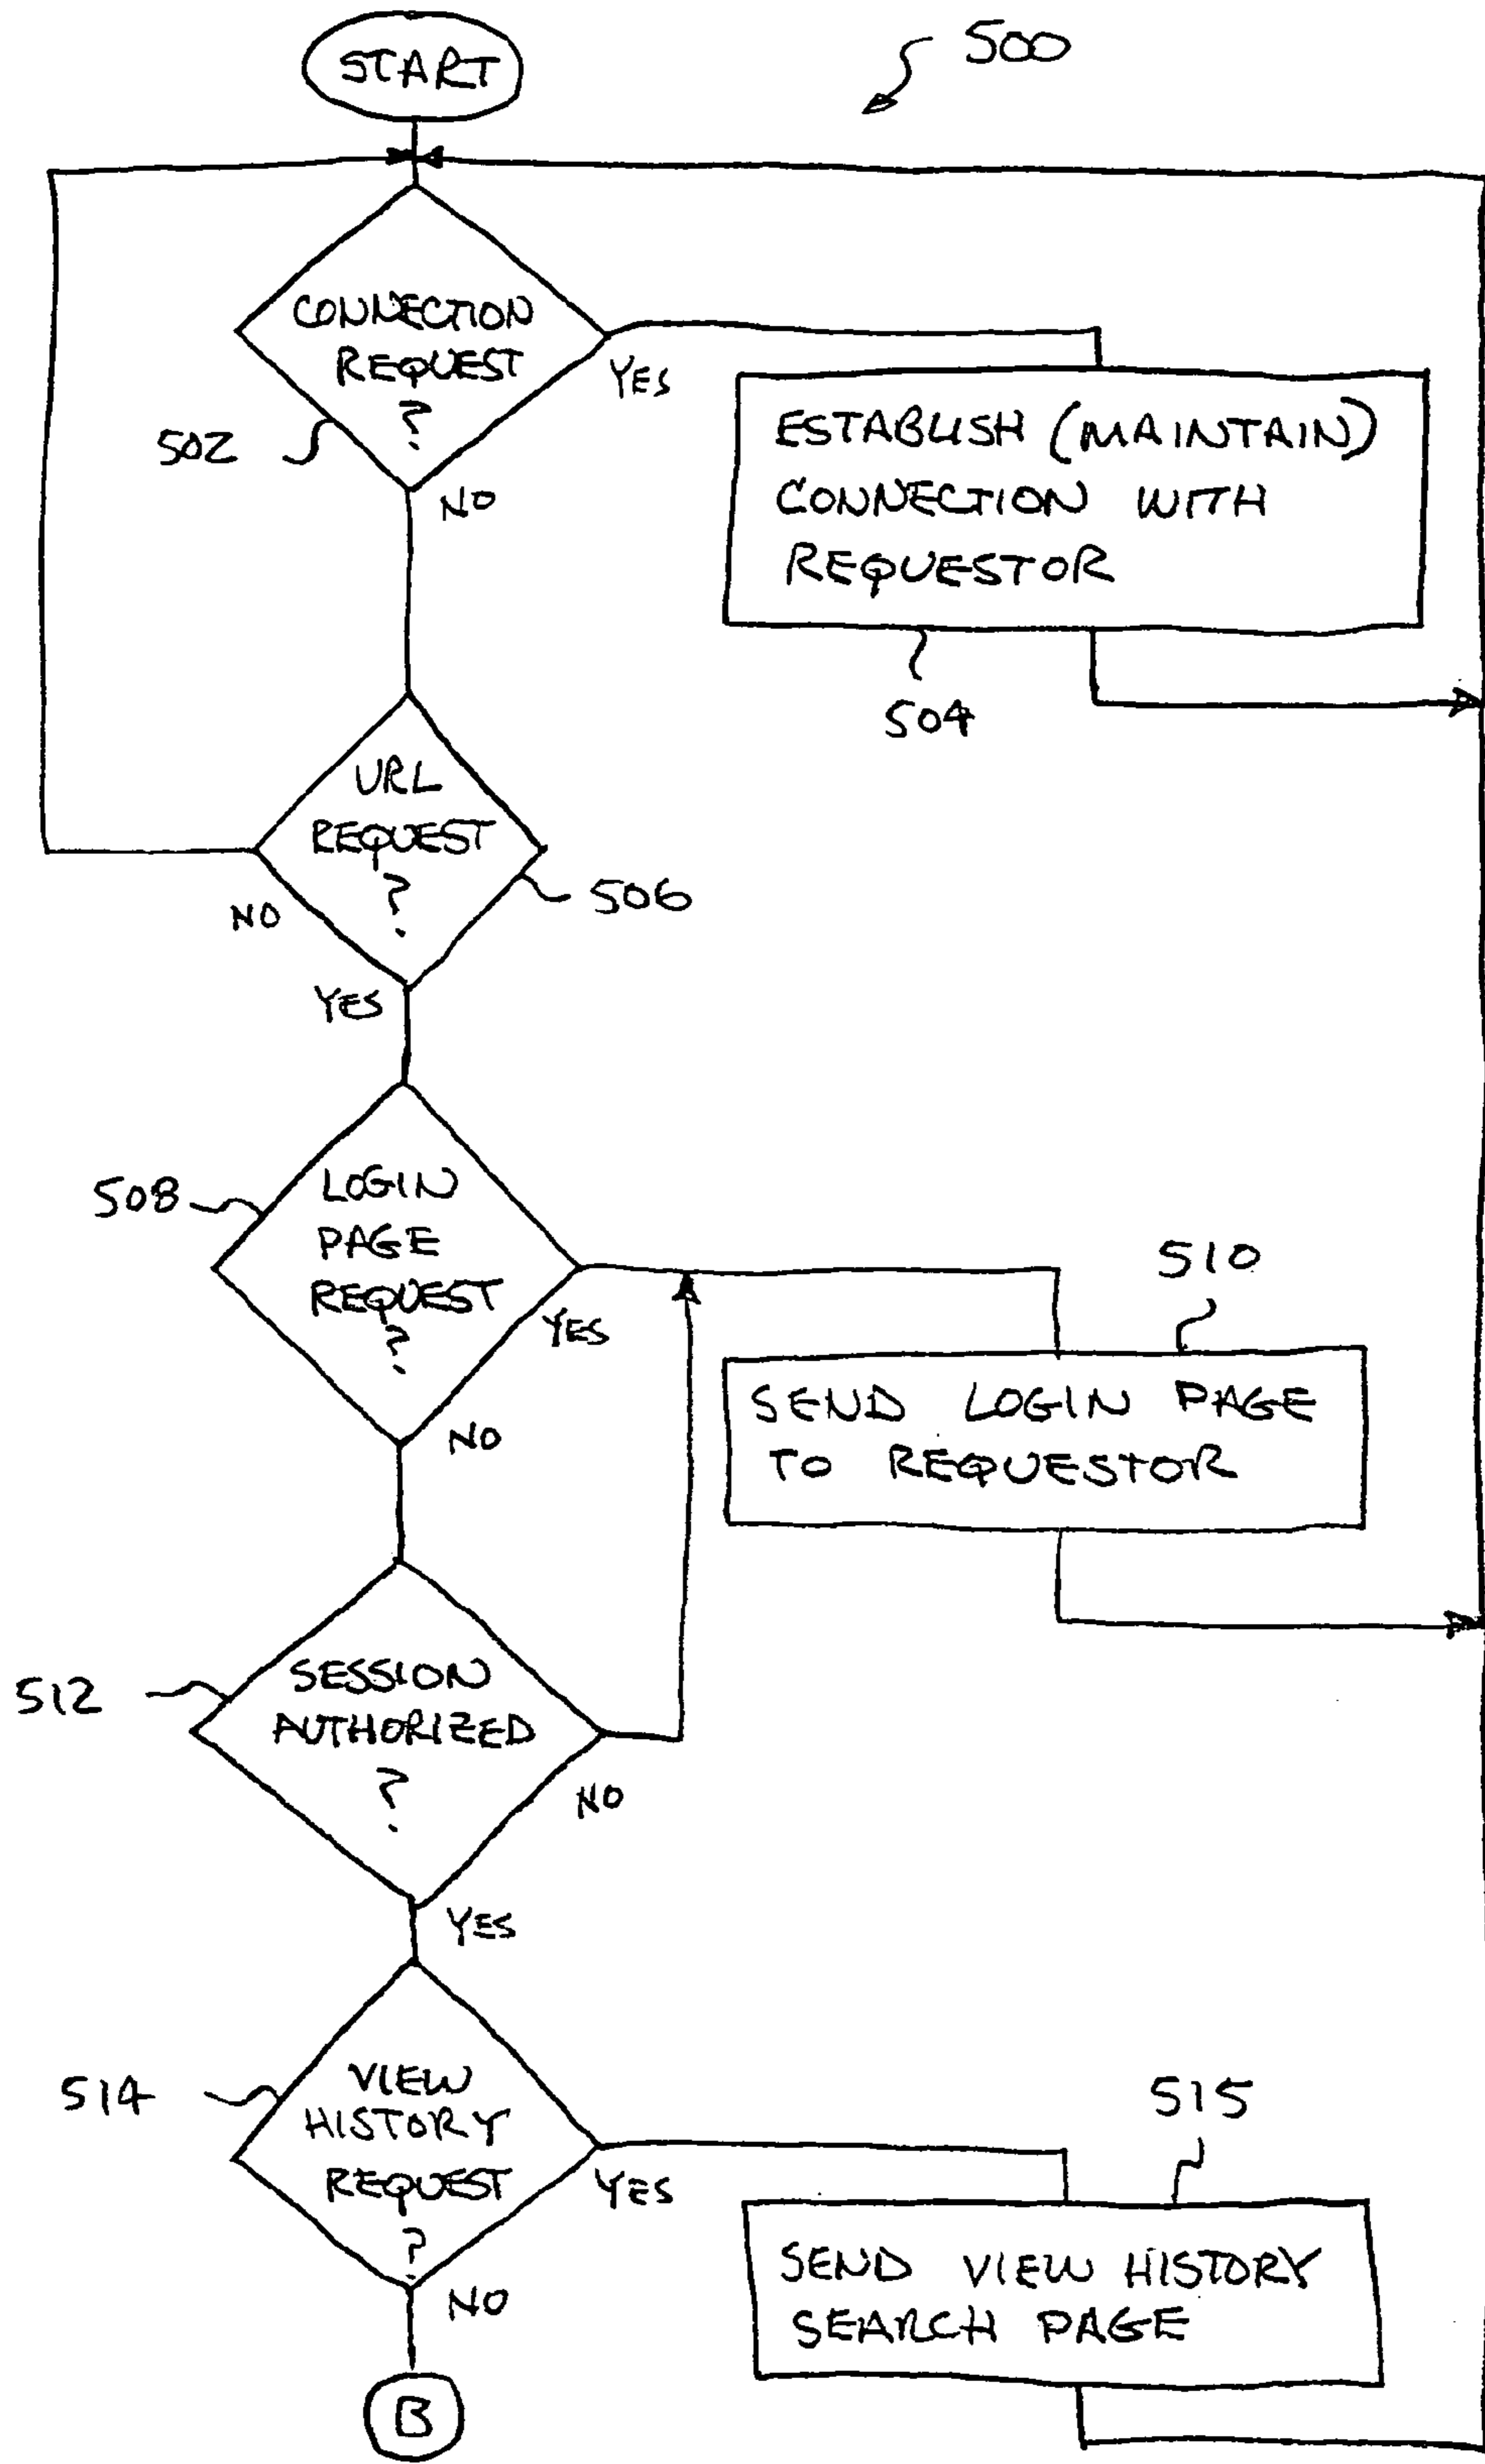 START
500
CONNECTION
REQUEST
?
YES
502
NO
ESTABLISH (MAINTAIN)
CONNECTION WITH
REQUESTOR
504
URL
REQUEST
?
NO
506
YES
508
LOGIN
PAGE
REQUEST
?
YES
NO
510
SEND LOGIN PAGE
TO REQUESTOR
512
SESSION
AUTHORIZED
?
NO
YES
514
VIEW
HISTORY
REQUEST
?
YES
NO
515
SEND VIEW HISTORY
SEARCH PAGE
B